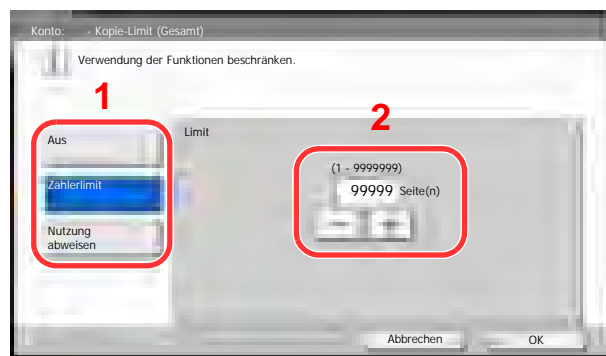 Konto: - Kopie-Limit (Gesamt)
Verwendung der Funktionen beschränken.
1
2
Aus
Limit
(1 - 9999999)
Zählerlimit
99999 Seite(n)
- +
Nutzung
abweisen
Abbrechen OK